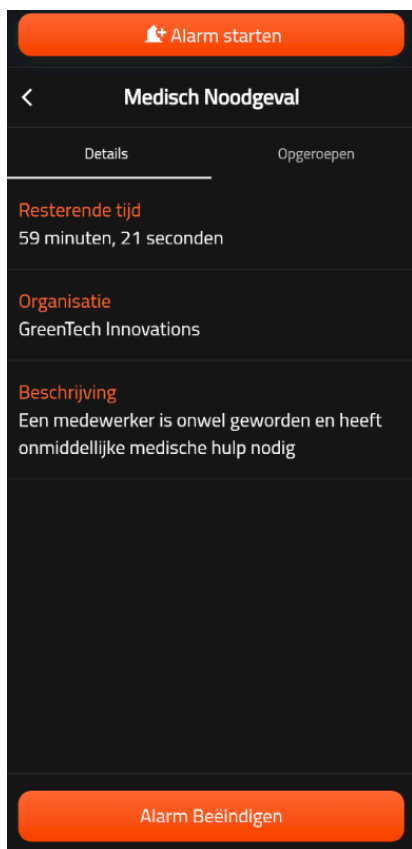 Alarm starten
Medisch Noodgeval
Details
Opgeroepen
Resterende tijd
59 minuten, 21 seconden
Organisatie
GreenTech Innovations
Beschrijving
Een medewerker is onwel geworden en heeft
onmiddellijke medische hulp nodig
Alarm Beëindigen